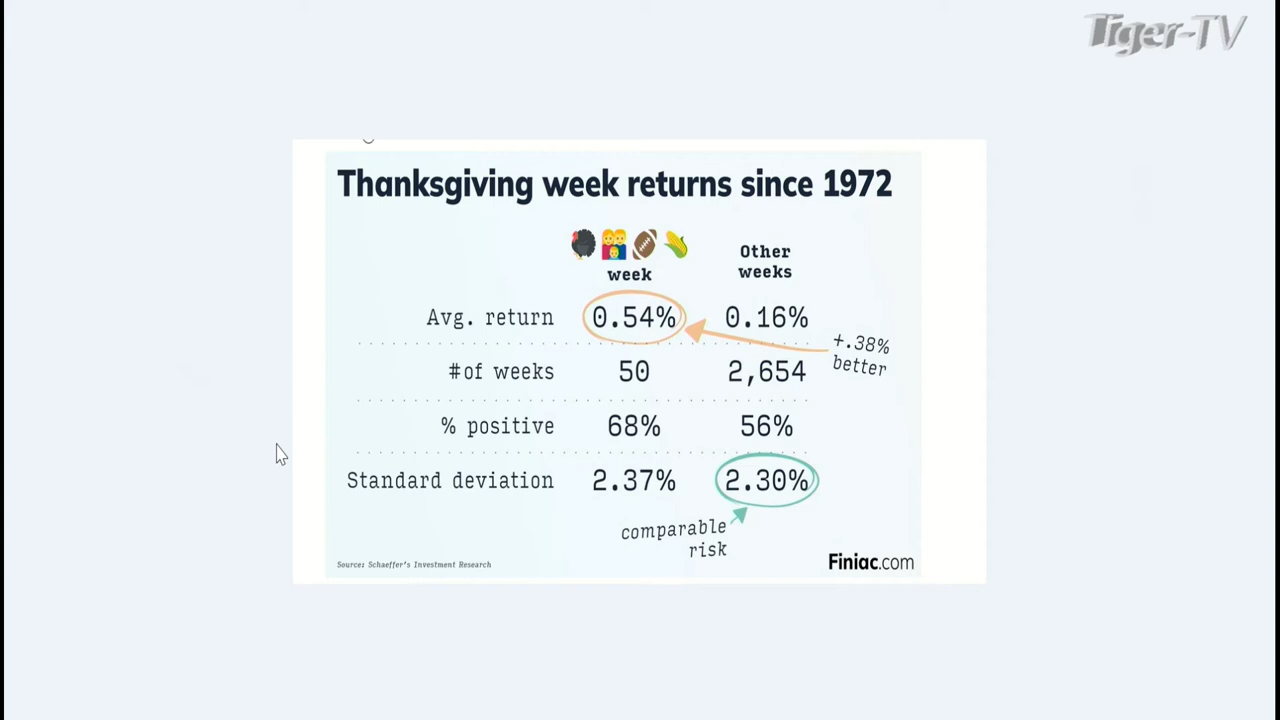 Tiger-TV
Thanksgiving week returns since 1972
week
Other
weeks
Avg. return 0.54% 0.16%
+.38%
better
#of weeks 50 2,654
% positive 68% 56%
Standard deviation 2.37% 2.30%
comparable
risk
Source: Schaeffer's Investment Research
Finiac.com